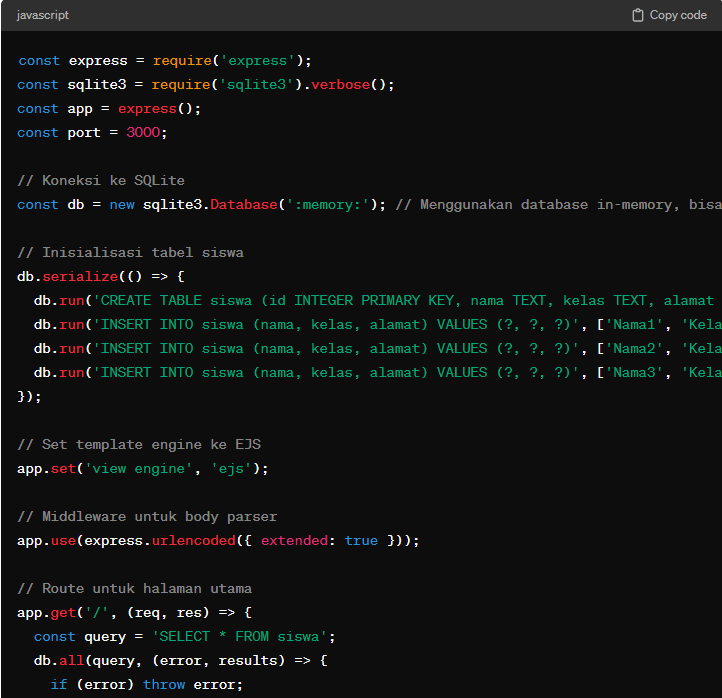 javascript
Copy code
const express = require('express');
const sqlite3 = require('sqlite3').verbose();
const app = express();
const port = 3000;
// Koneksi ke SQLite
const db = new sqlite3.Database(':memory:'); // Menggunakan database in-memory, bisa
// Inisialisasi tabel siswa
db.serialize(() => {
  db.run('CREATE TABLE siswa (id INTEGER PRIMARY KEY, nama TEXT, kelas TEXT, alamat
  db.run('INSERT INTO siswa (nama, kelas, alamat) VALUES (?, ?, ?)', ['Nama1', 'Kela
  db.run('INSERT INTO siswa (nama, kelas, alamat) VALUES (?, ?, ?)', ['Nama2', 'Kela
  db.run('INSERT INTO siswa (nama, kelas, alamat) VALUES (?, ?, ?)', ['Nama3', 'Kela
});
// Set template engine ke EJS
app.set('view engine', 'ejs');
// Middleware untuk body parser
app.use(express.urlencoded({ extended: true }));
// Route untuk halaman utama
app.get('/', (req, res) => {
  const query = 'SELECT * FROM siswa';
  db.all(query, (error, results) => {
    if (error) throw error;